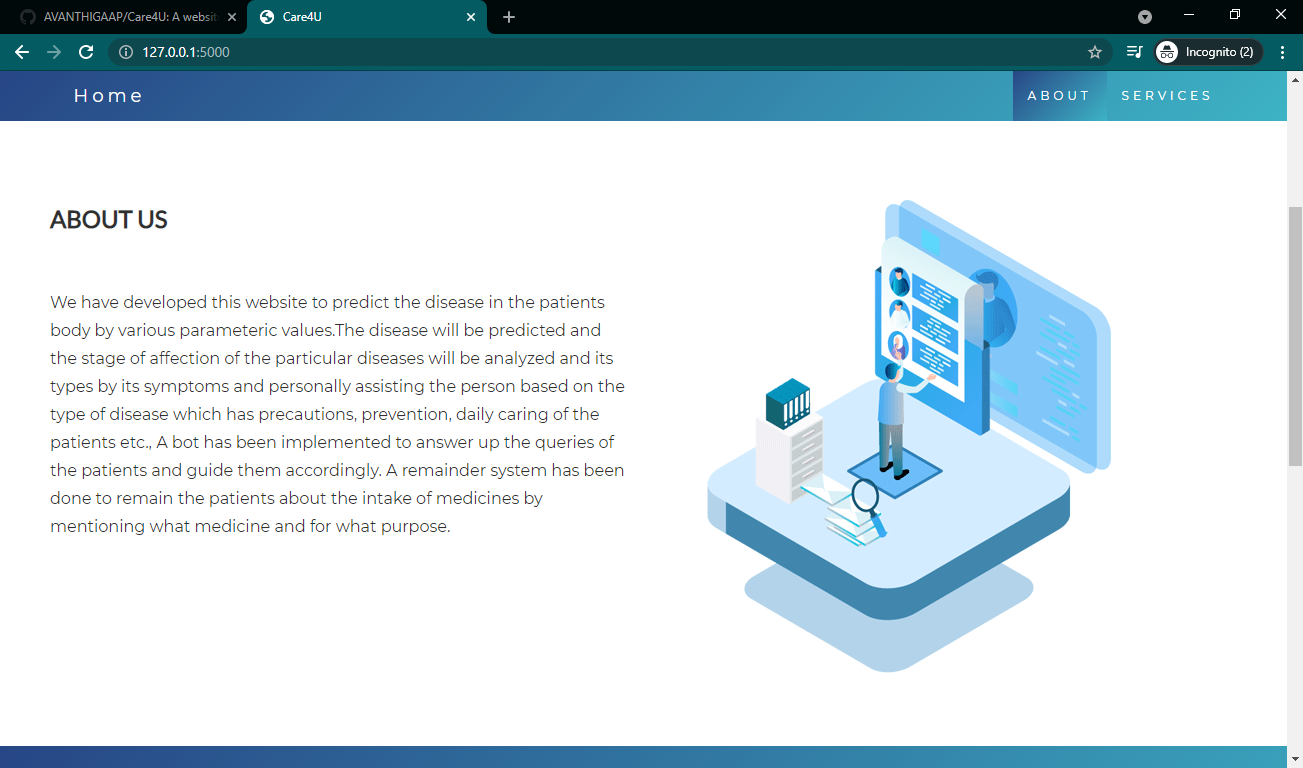 AVANTHIGAAP/Care4U: A websit
Care4U
127.0.0.1:5000
Incognito (2)
Home
ABOUT
SERVICES
ABOUT US
We have developed this website to predict the disease in the patients
body by various parameteric values.The disease will be predicted and
the stage of affection of the particular diseases will be analyzed and its
types by its symptoms and personally assisting the person based on the
type of disease which has precautions, prevention, daily caring of the
patients etc., A bot has been implemented to answer up the queries of
the patients and guide them accordingly. A remainder system has been
done to remain the patients about the intake of medicines by
mentioning what medicine and for what purpose.